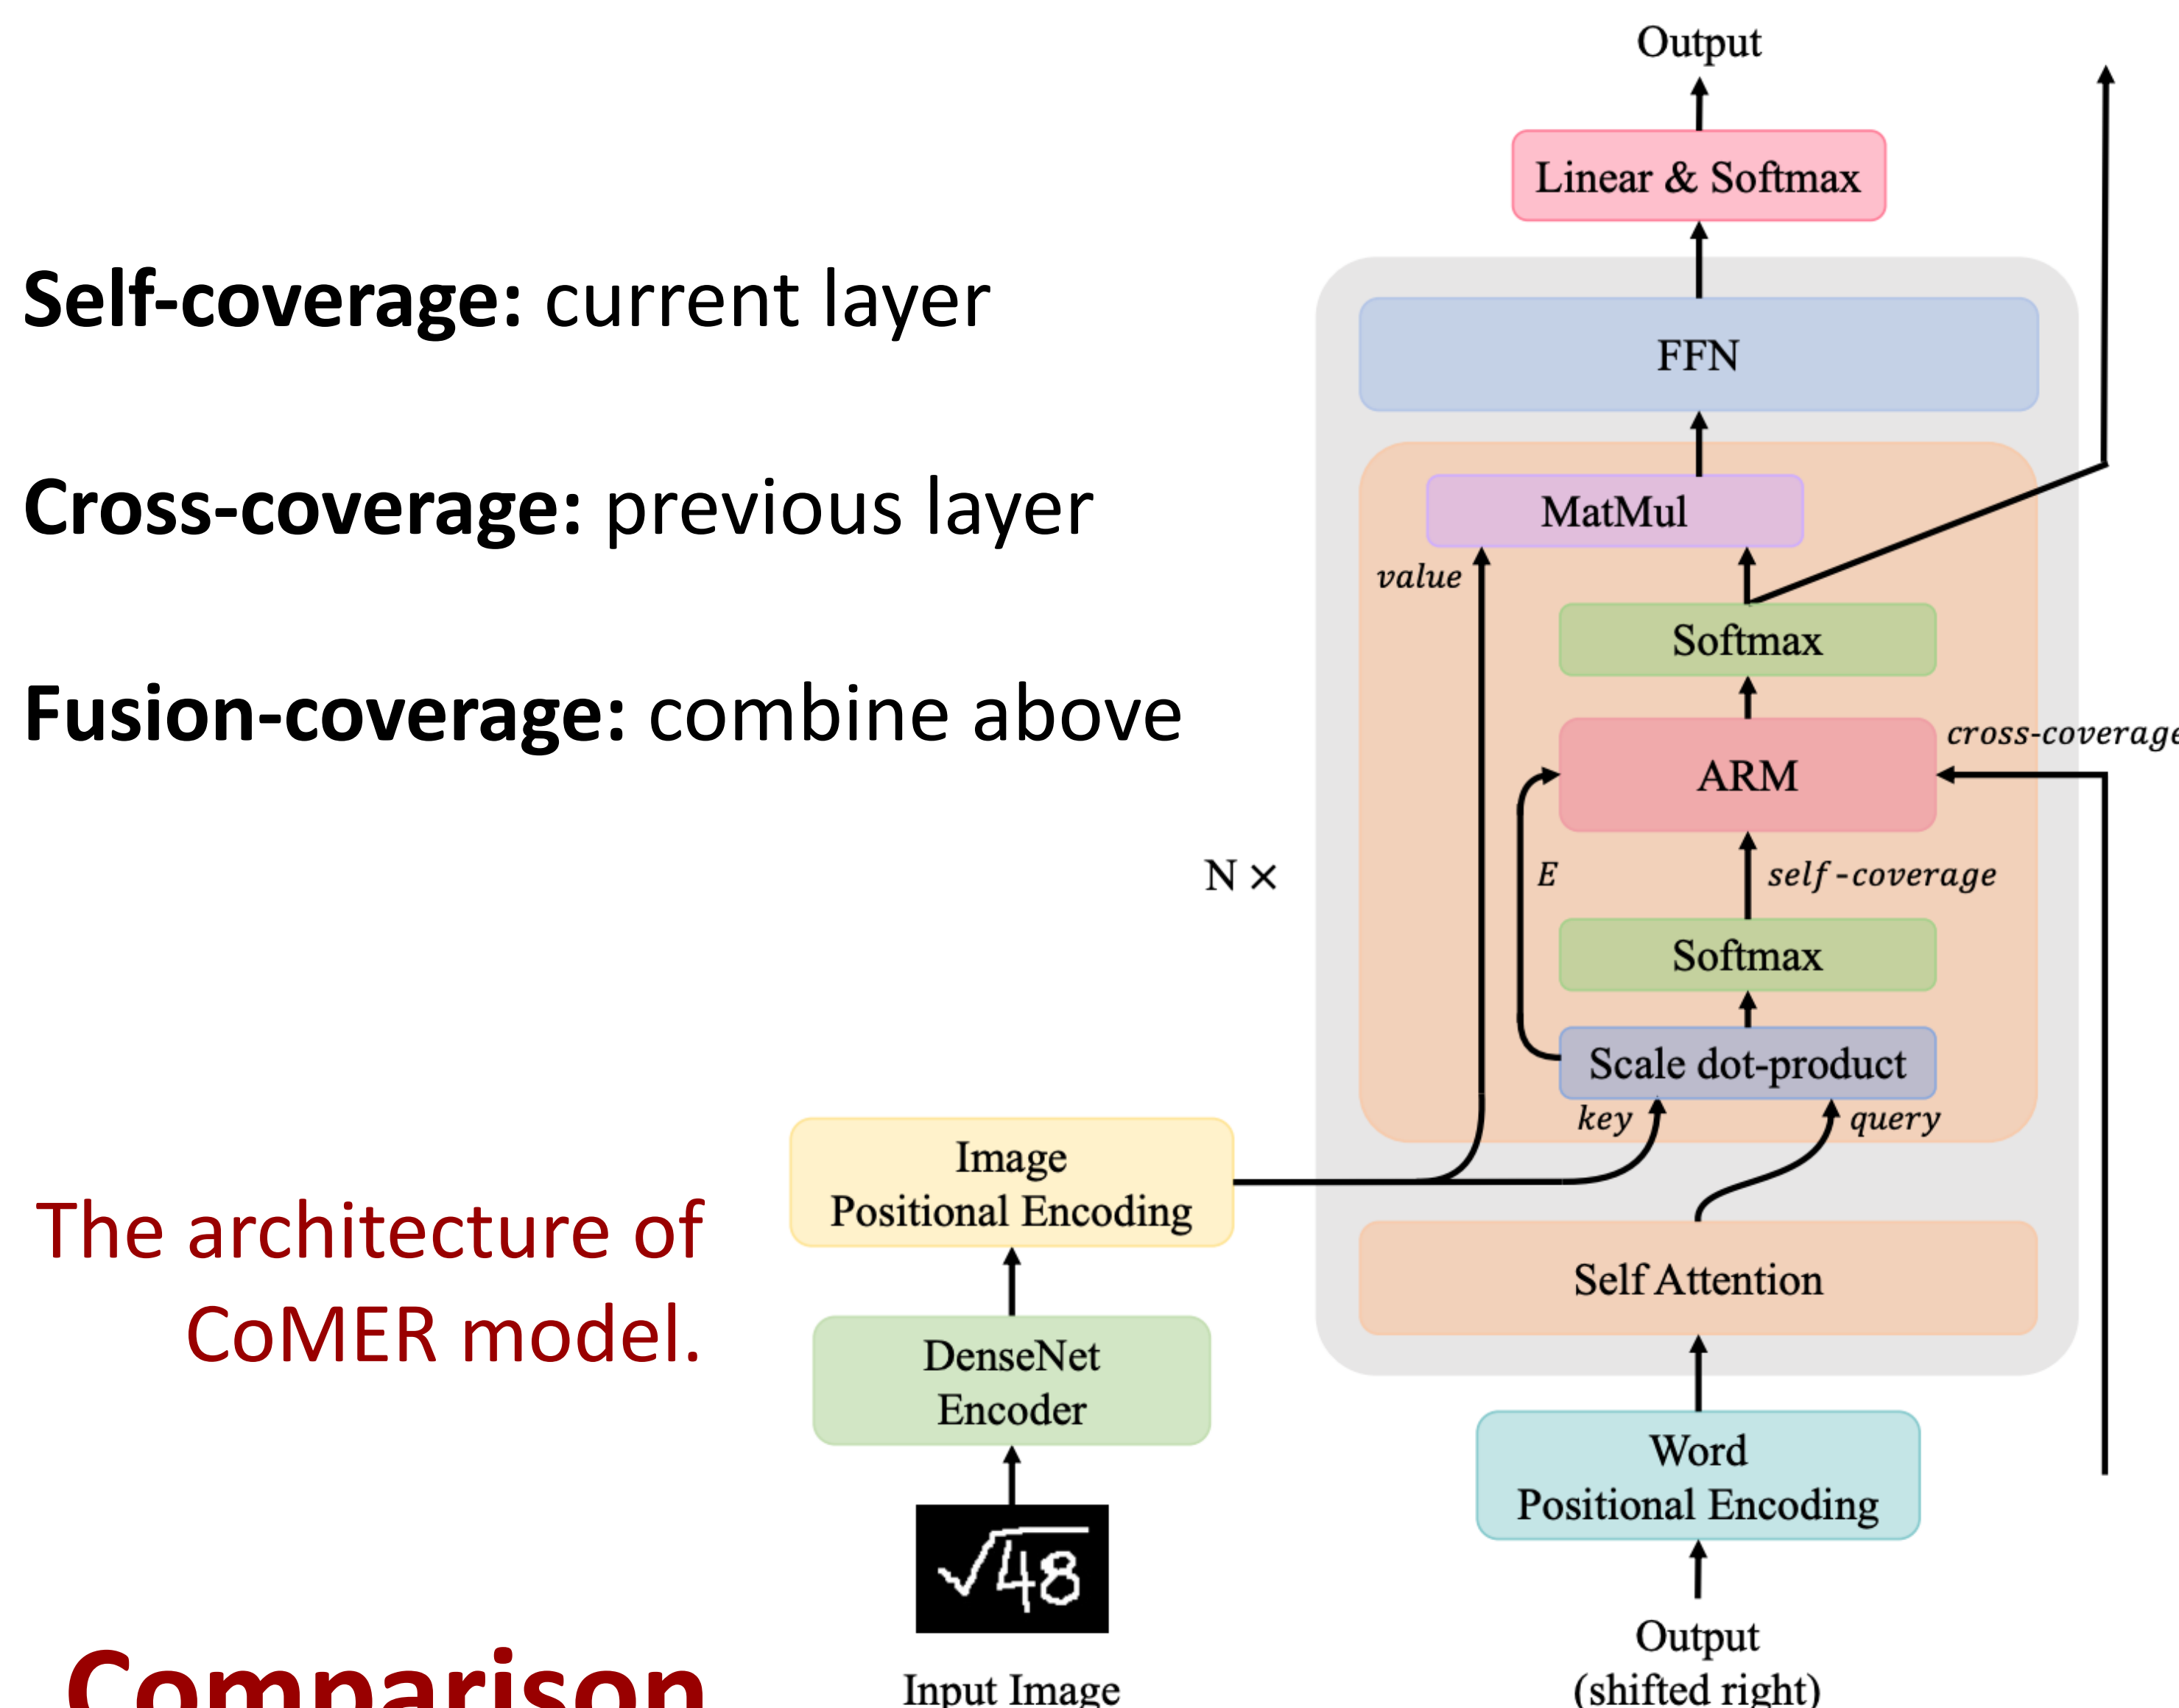 Self-coverage: current layer
Cross-coverage: previous layer
Fusion-coverage: combine above
The architecture of
CoMER model.
Comparison
Output
Linear & Softmax
FFN
MatMul
value
Softmax
cross-coverage
ARM
N ×
E
self-coverage
Softmax
Scale dot-product
key
query
Image
Positional Encoding
Self Attention
DenseNet
Encoder
Word
Positional Encoding
√48
Input Image
Output
(shifted right)